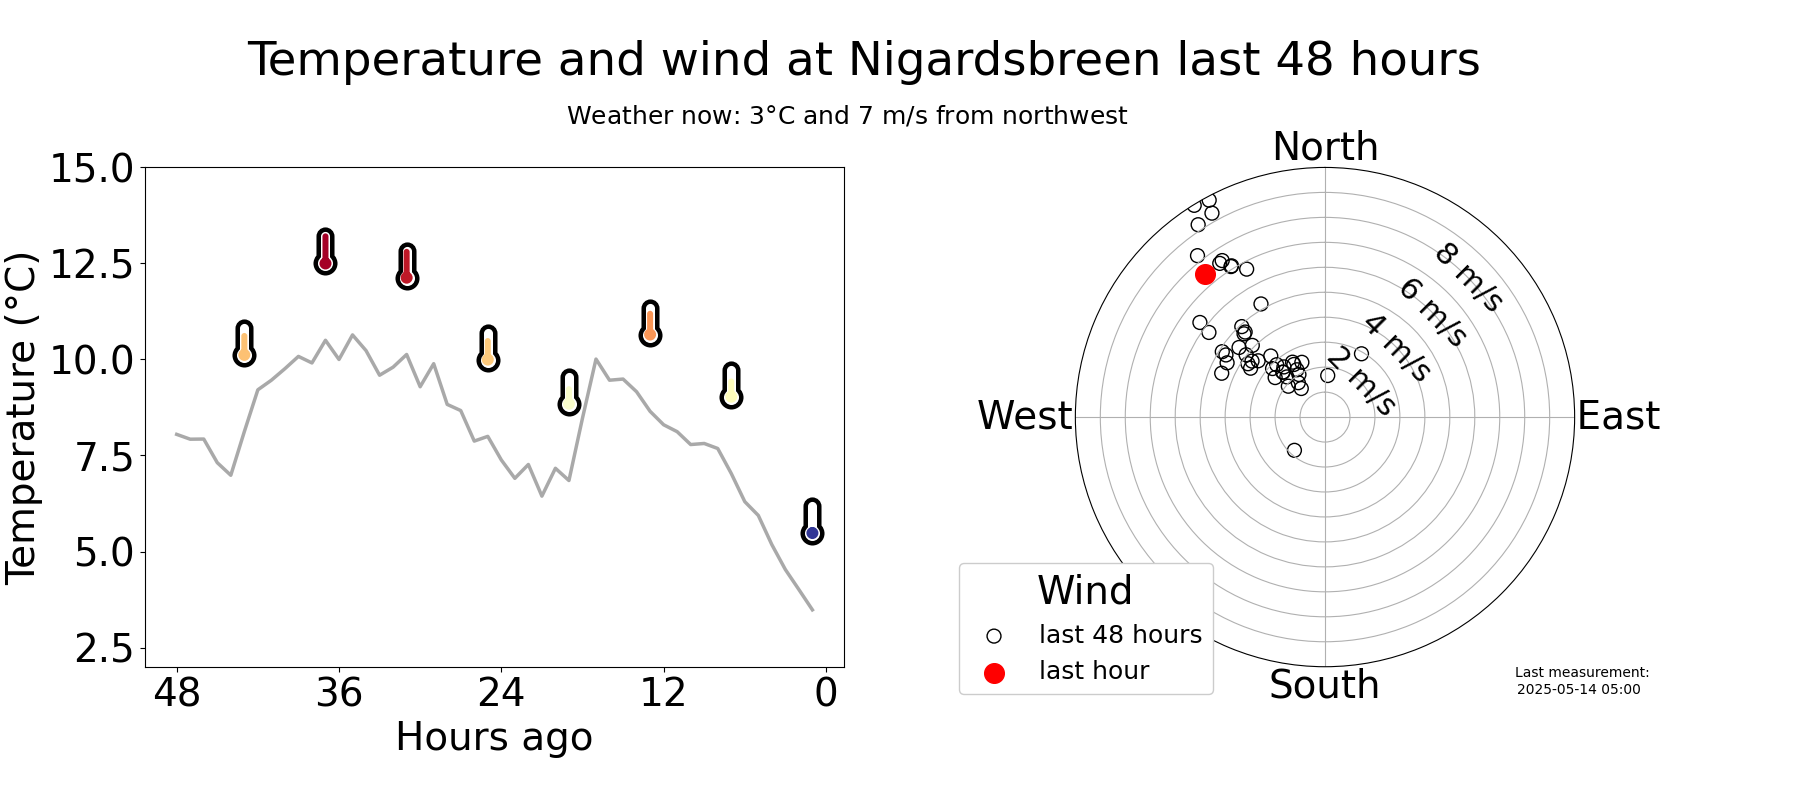 Temperature and wind at Nigardsbreen last 48 hours
Weather now: 3°C and 7 m/s from northwest
Temperature (°C)
15.0
12.5
10.0
7.5
5.0
2.5
48 36 24 12 0
Hours ago
North
8 m/s
6 m/s
4 m/s
2 m/s
West
East
South
Wind
last 48 hours
last hour
Last measurement:
2025-05-14 05:00